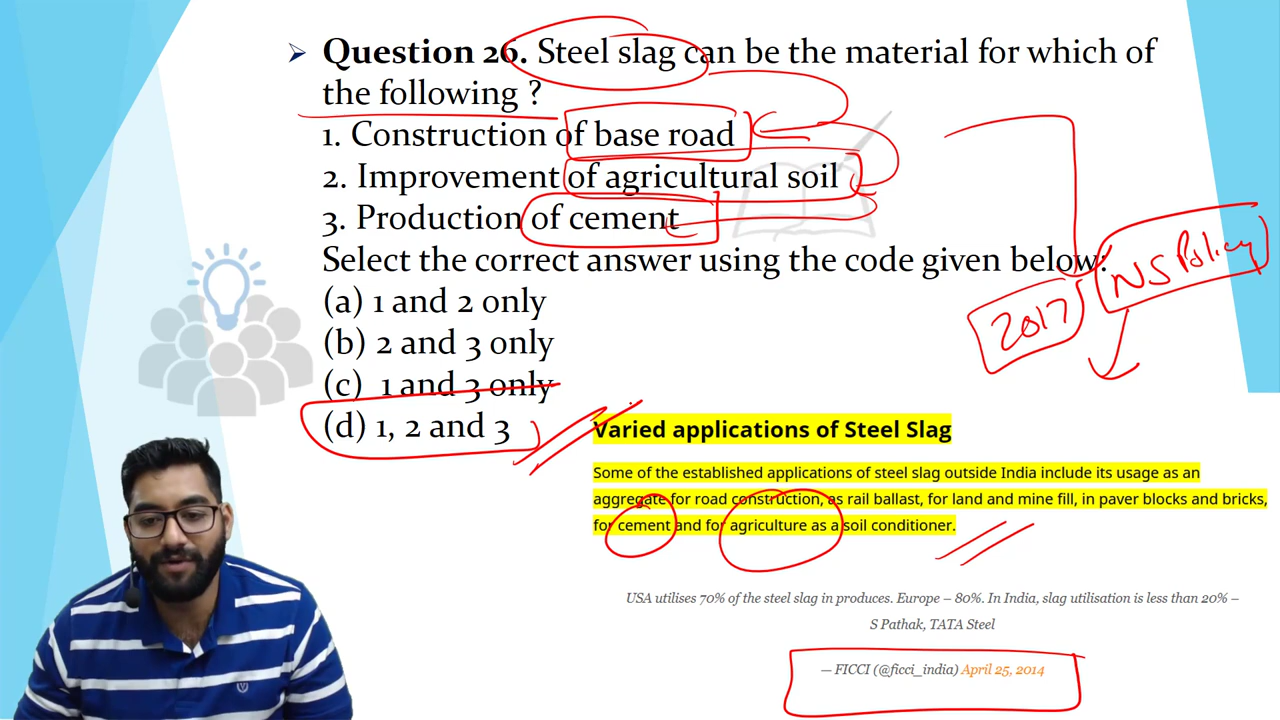 Question 26. Steel slag can be the material for which of
the following ?
1. Construction of base road
2. Improvement of agricultural soil
3. Production of cement
Select the correct answer using the code given below:
(a) 1 and 2 only
(b) 2 and 3 only
(c) 1 and 3 only
(d) 1, 2 and 3
2017
NS Policy
Varied applications of Steel Slag
Some of the established applications of steel slag outside India include its usage as an
aggregate for road construction, as rail ballast, for land and mine fill, in paver blocks and bricks,
for cement and for agriculture as a soil conditioner.
USA utilises 70% of the steel slag in produces. Europe – 80%. In India, slag utilisation is less than 20% –
S Pathak, TATA Steel
— FICCI (@ficci_india) April 25, 2014